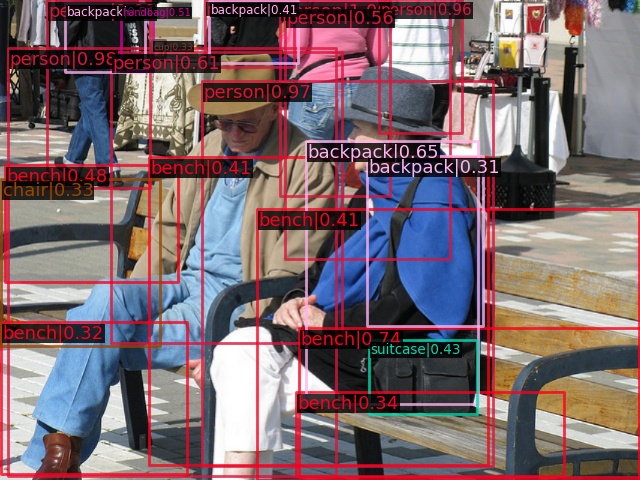 backpack handbag|0.51
backpack|0.41
person|0.56
person|0.96
cup|0.33
person|0.98
person|0.61
person|0.97
backpack|0.65
backpack|0.31
bench|0.48
bench|0.41
chair|0.33
bench|0.41
bench|0.32
bench|0.74
suitcase|0.43
bench|0.34